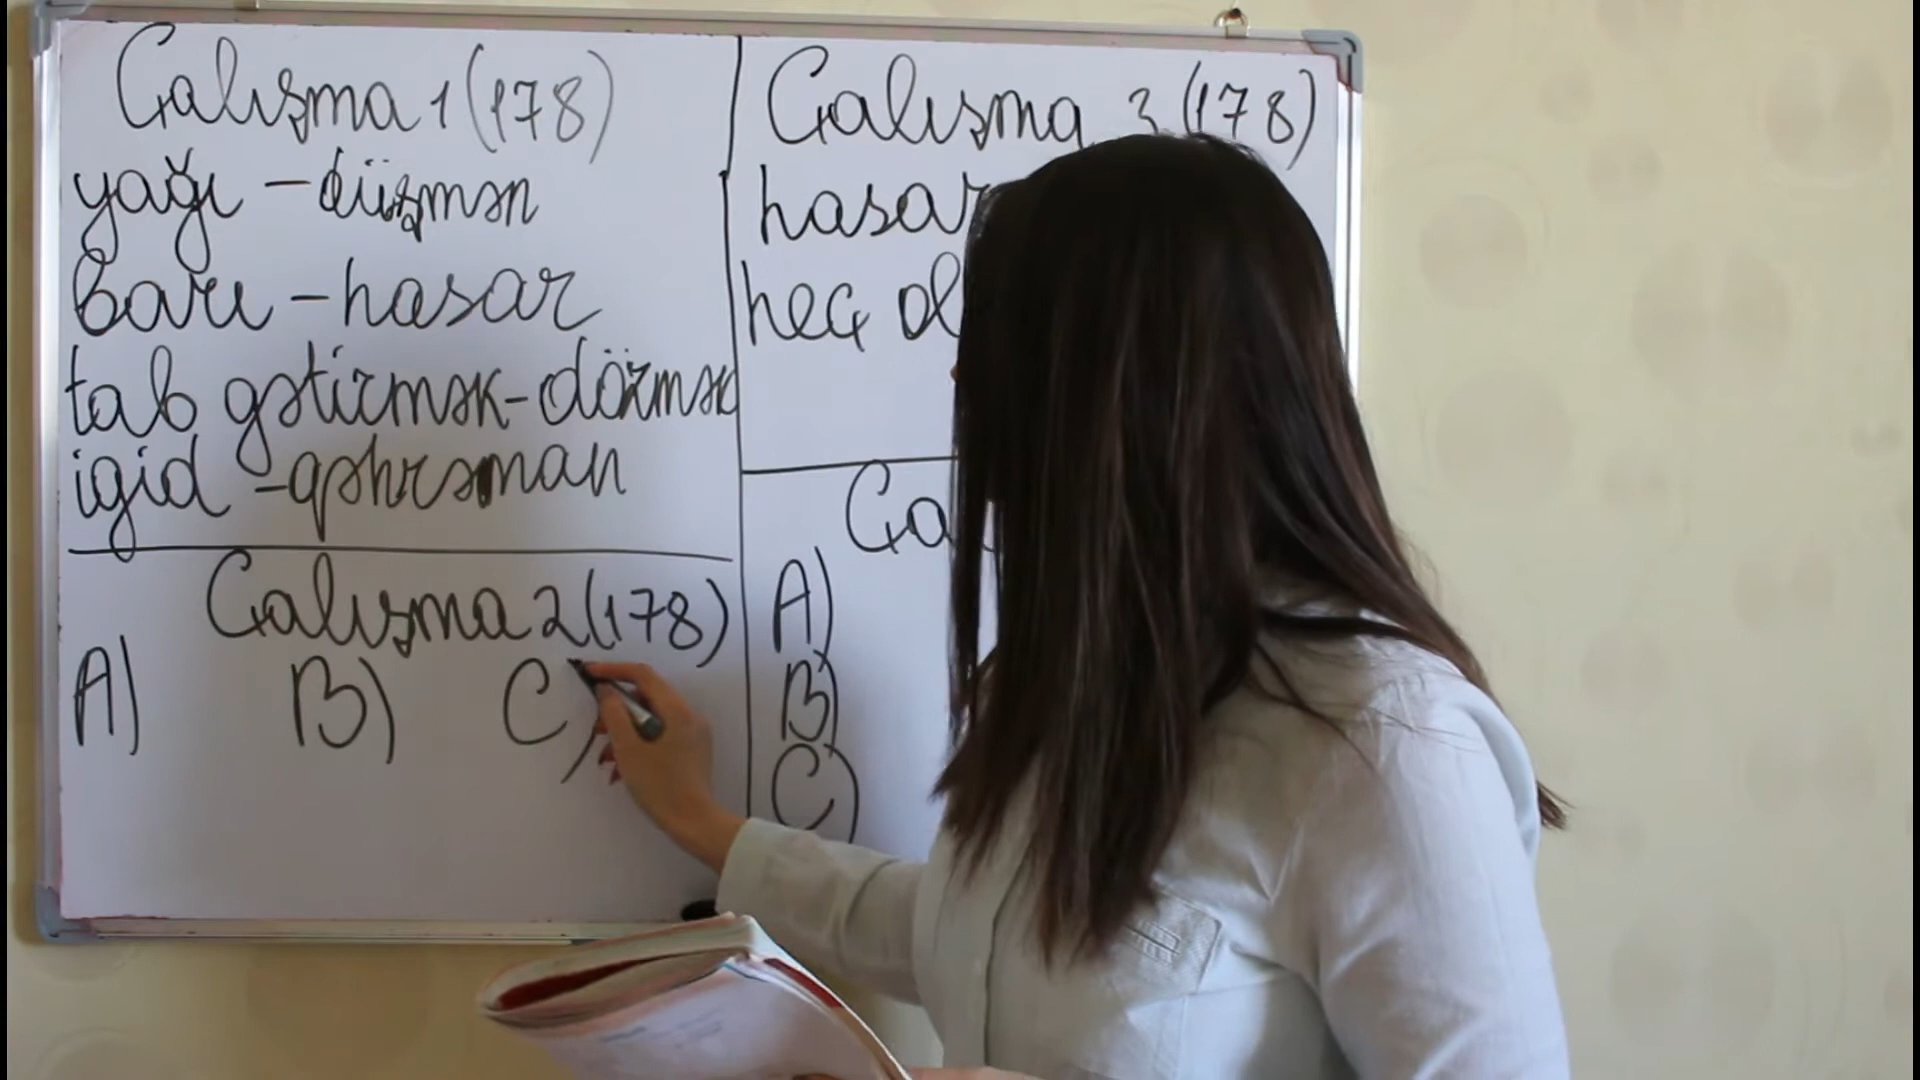 Çalışma 1 (178)
yağı – düşmən
barı – hasar
tab gətirmək – dözmək
igid – qəhrəman
Çalışma 2 (178)
A) B) C)
Çalışma 3 (178)
hasar
heç
A)
B)
C)